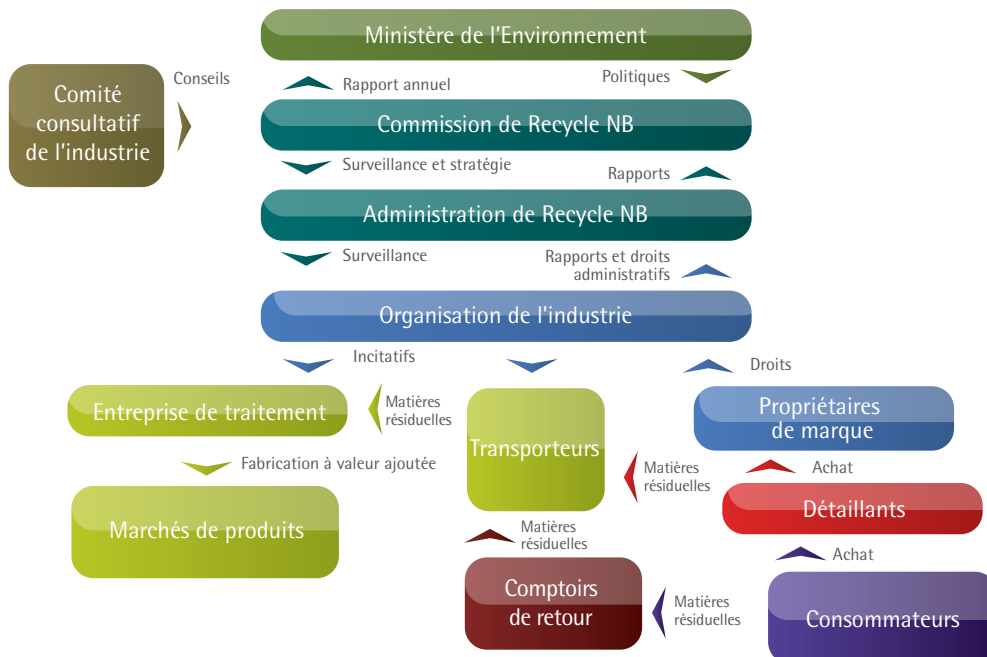 Ministère de l'Environnement
Conseils
Politiques
Rapport annuel
Comité
consultatif
de l'industrie
Commission de Recycle NB
Surveillance et stratégie
Rapports
Administration de Recycle NB
Surveillance
Rapports et droits
administratifs
Organisation de l'industrie
Incitatifs
Droits
Entreprise de traitement
Matières
résiduelles
Transporteurs
Propriétaires
de marque
Fabrication à valeur ajoutée
Matières
résiduelles
Achat
Marchés de produits
Détaillants
Matières
résiduelles
Achat
Comptoirs
de retour
Matières
résiduelles
Consommateurs